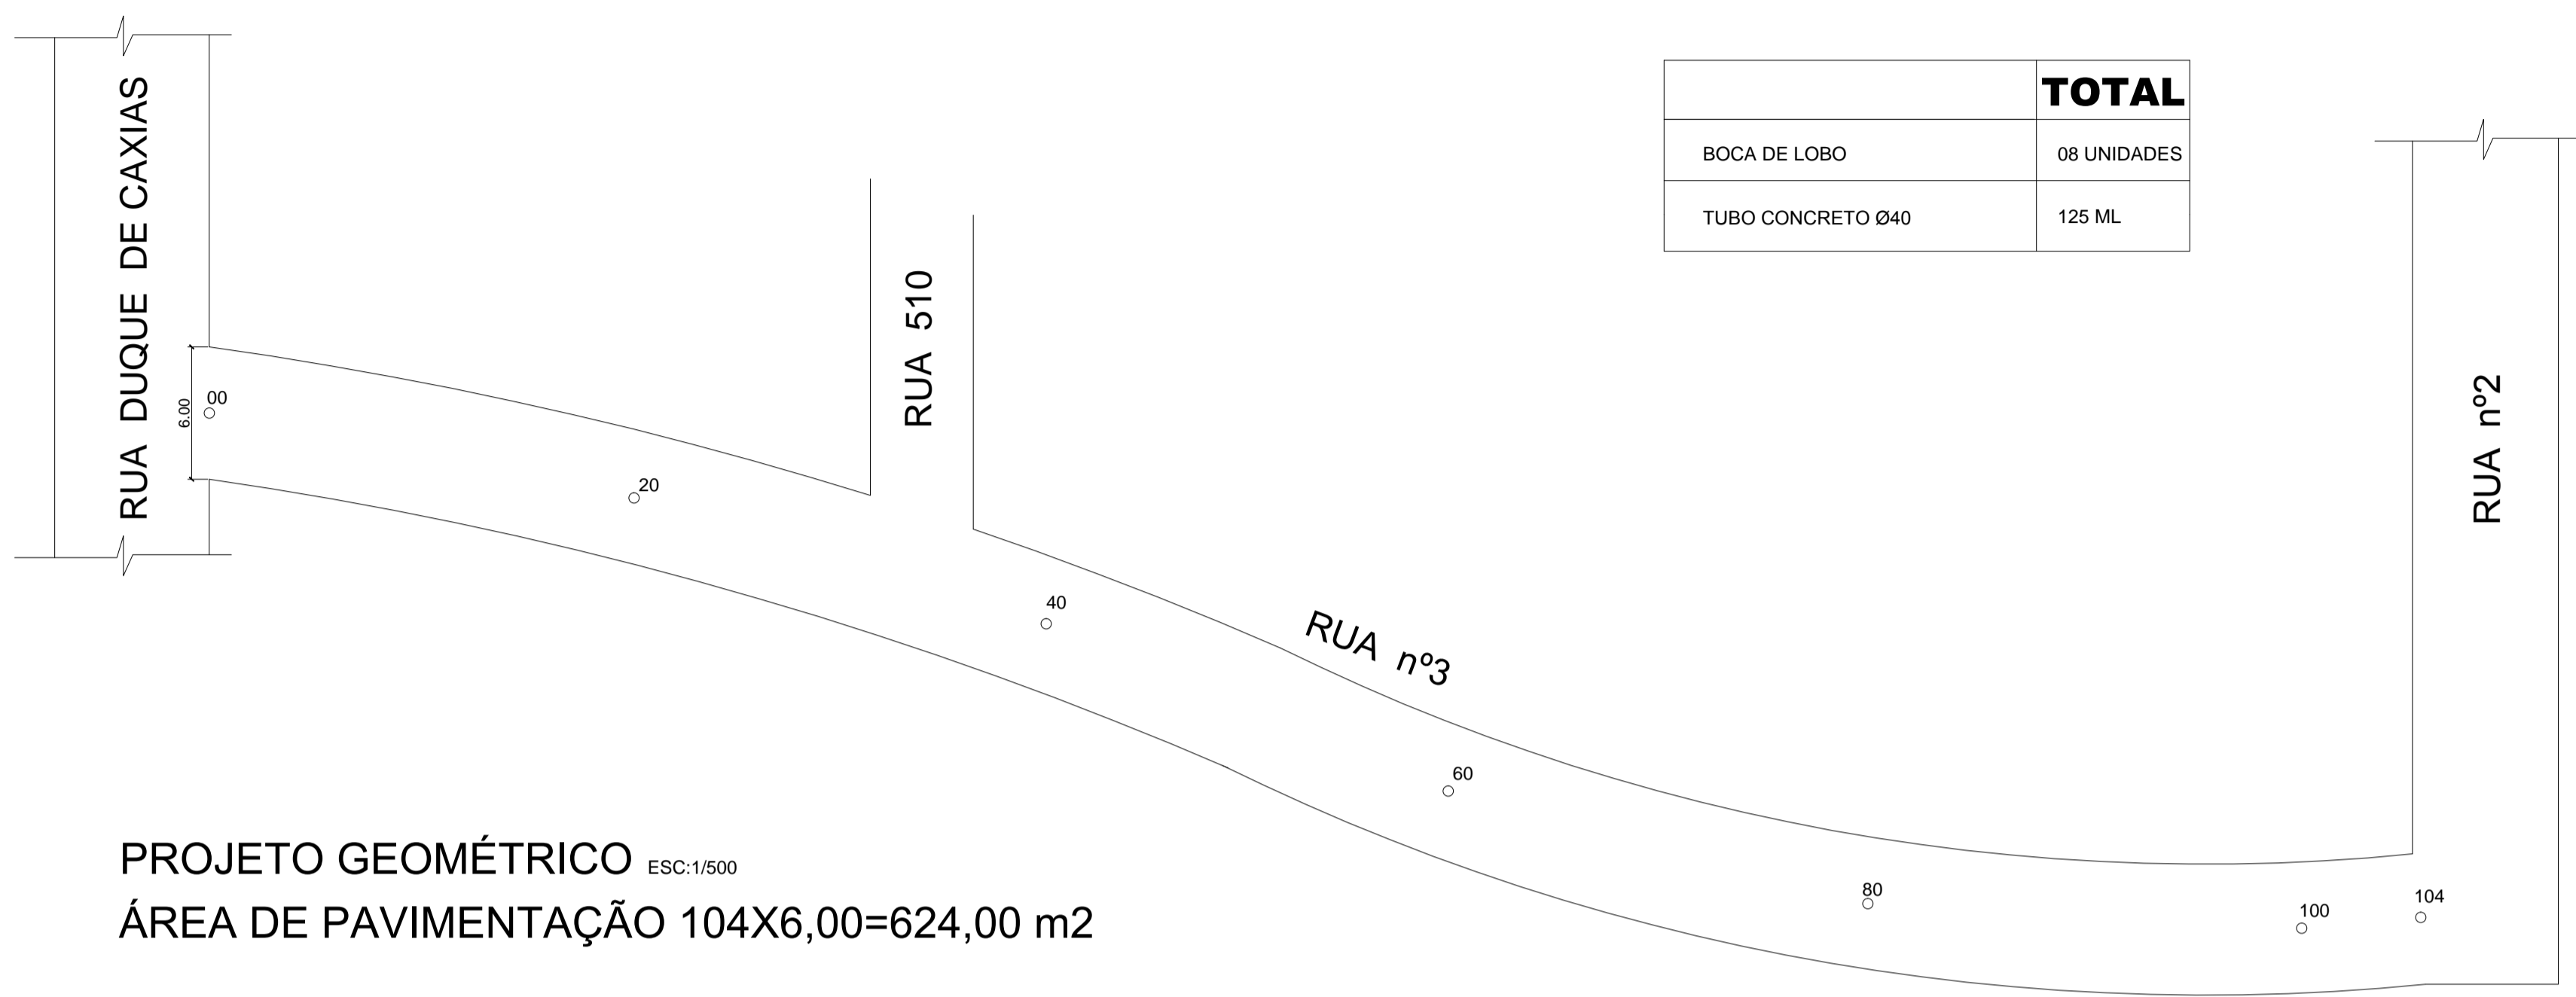 TOTAL
BOCA DE LOBO 08 UNIDADES
TUBO CONCRETO Ø40 125 ML
RUA DUQUE DE CAXIAS
RUA 510
RUA nº2
6.00
00
20
40
RUA nº3
60
80
100
104
PROJETO GEOMÉTRICO ESC:1/500
ÁREA DE PAVIMENTAÇÃO 104X6,00=624,00 m2